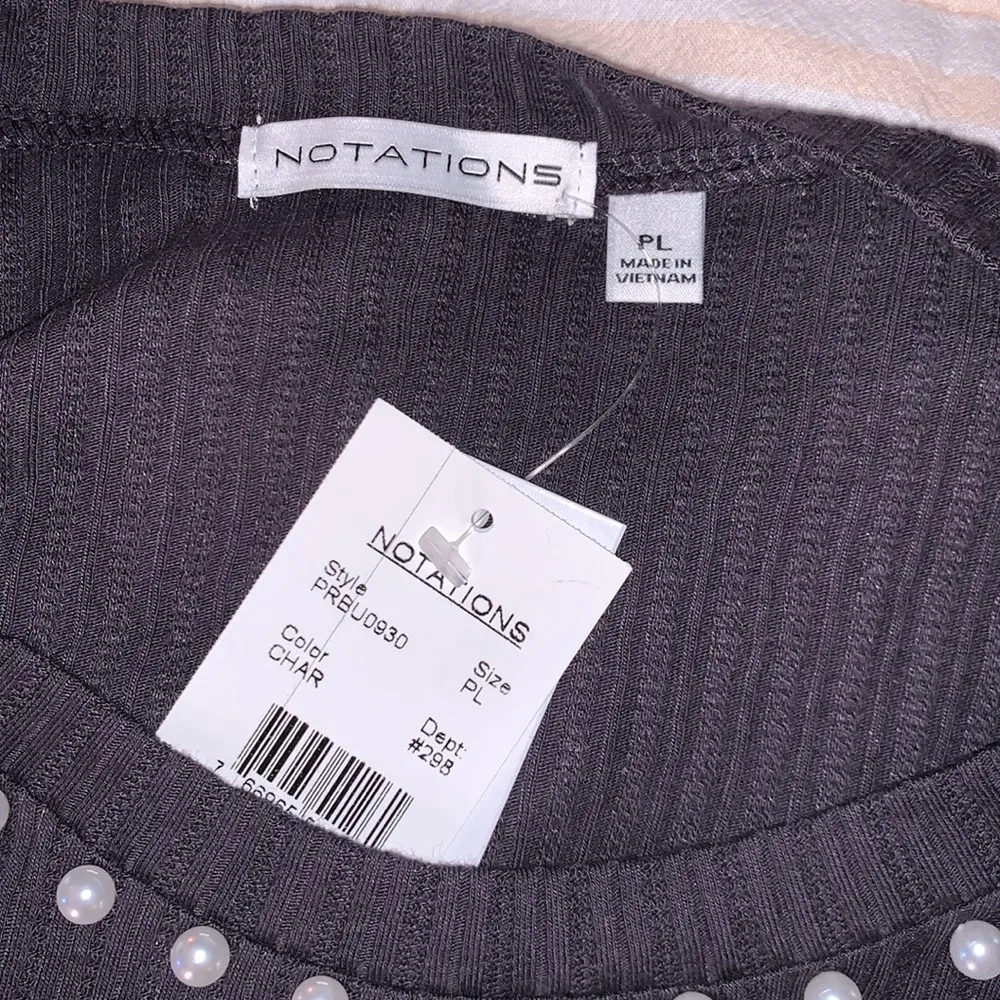 NOTATIONS
PL
MADE IN
VIETNAM
NOTATIONS
Style
PRBU0930
Color
CHAR
Size
PL
Dept:
#298